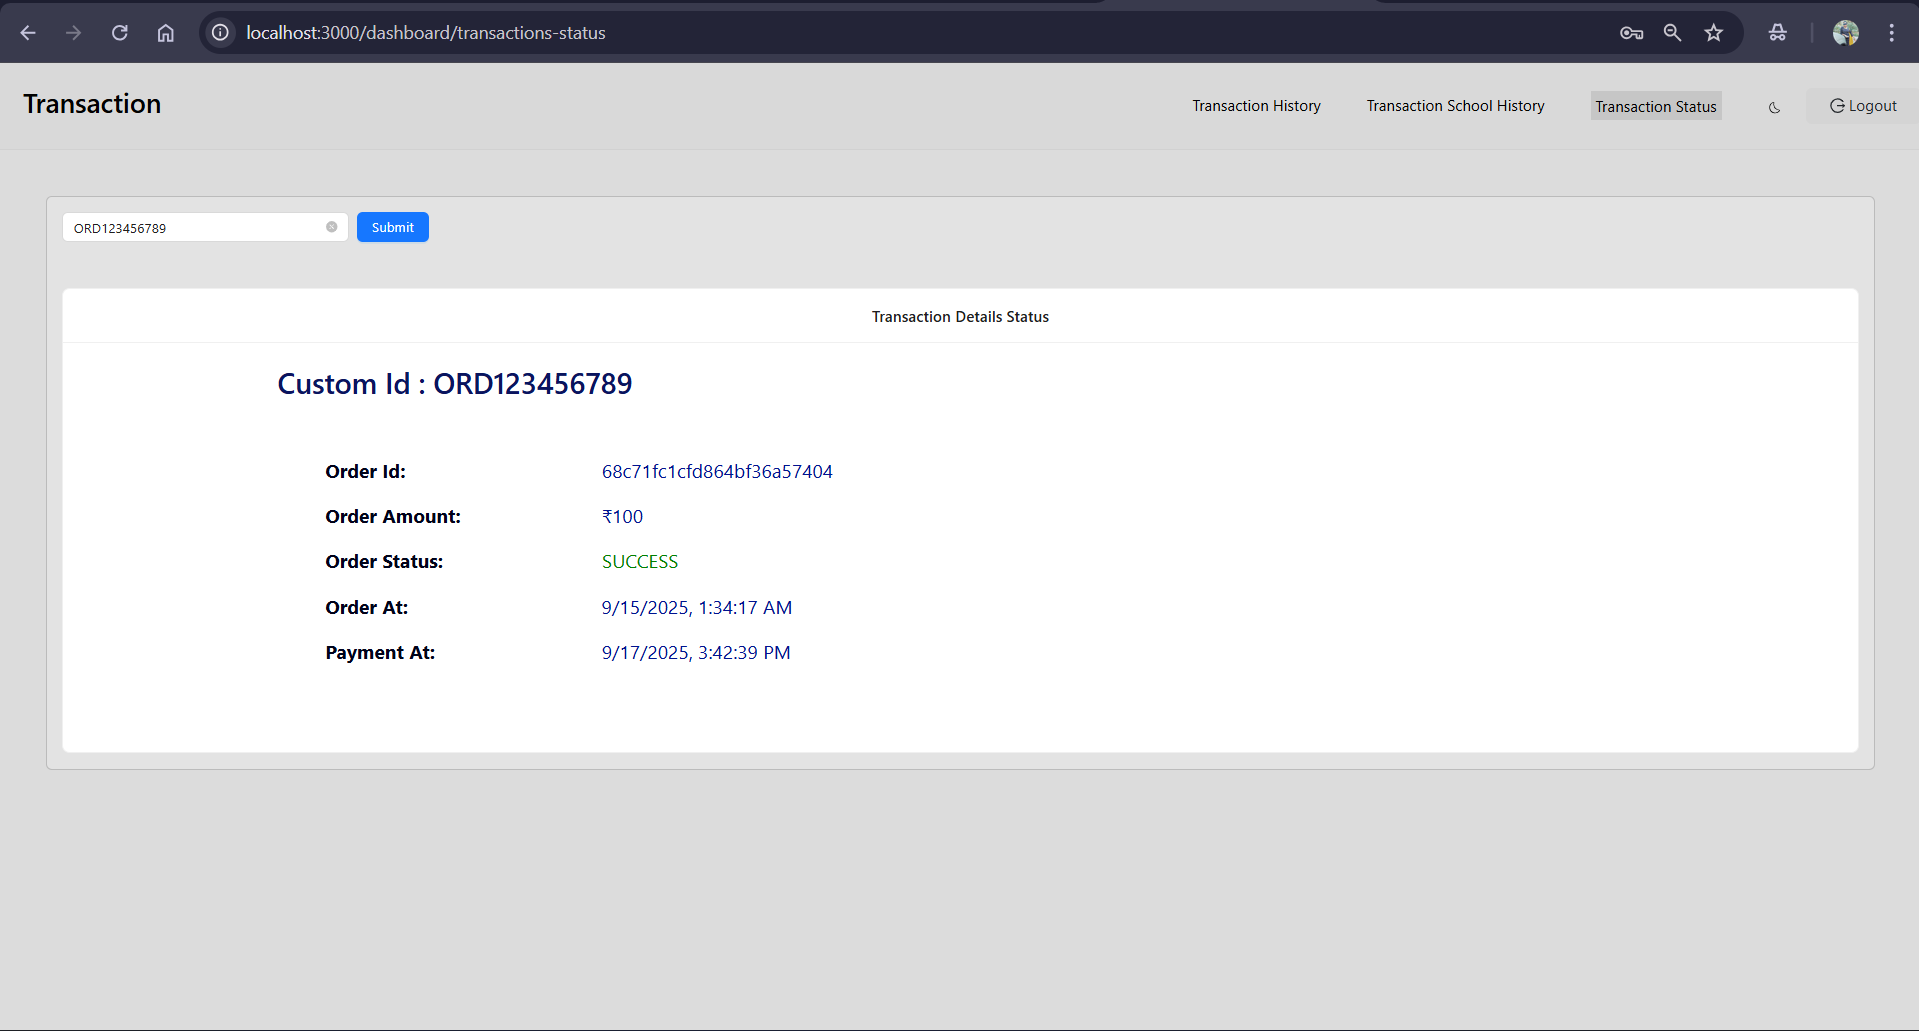 localhost:3000/dashboard/transactions-status
Transaction
Transaction History
Transaction School History
Transaction Status
Logout
ORD123456789
Submit
Transaction Details Status
Custom Id : ORD123456789
Order Id: 68c71fc1cfd864bf36a57404
Order Amount: ₹100
Order Status: SUCCESS
Order At: 9/15/2025, 1:34:17 AM
Payment At: 9/17/2025, 3:42:39 PM